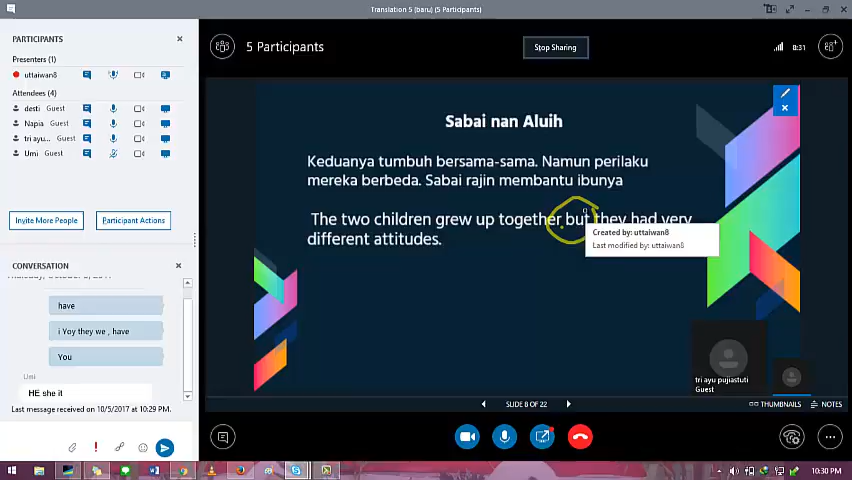 Translation 5 (baru) (5 Participants)
PARTICIPANTS
Presenters (1)
uttaiwan8
Attendees (4)
desti Guest
Napia Guest
tri ayu... Guest
Umi Guest
Invite More People
Participant Actions
CONVERSATION
have
i Yoy they we , have
You
Umi
HE she it
Last message received on 10/5/2017 at 10:29 PM.
5 Participants
Stop Sharing
0:31
Sabai nan Aluih
Keduanya tumbuh bersama-sama. Namun perilaku
mereka berbeda. Sabai rajin membantu ibunya
The two children grew up together but they had very
different attitudes.
Created by: uttaiwan8
Last modified by: uttaiwan8
tri ayu pujiastuti
Guest
SLIDE 8 OF 22
THUMBNAILS
NOTES
10:30 PM